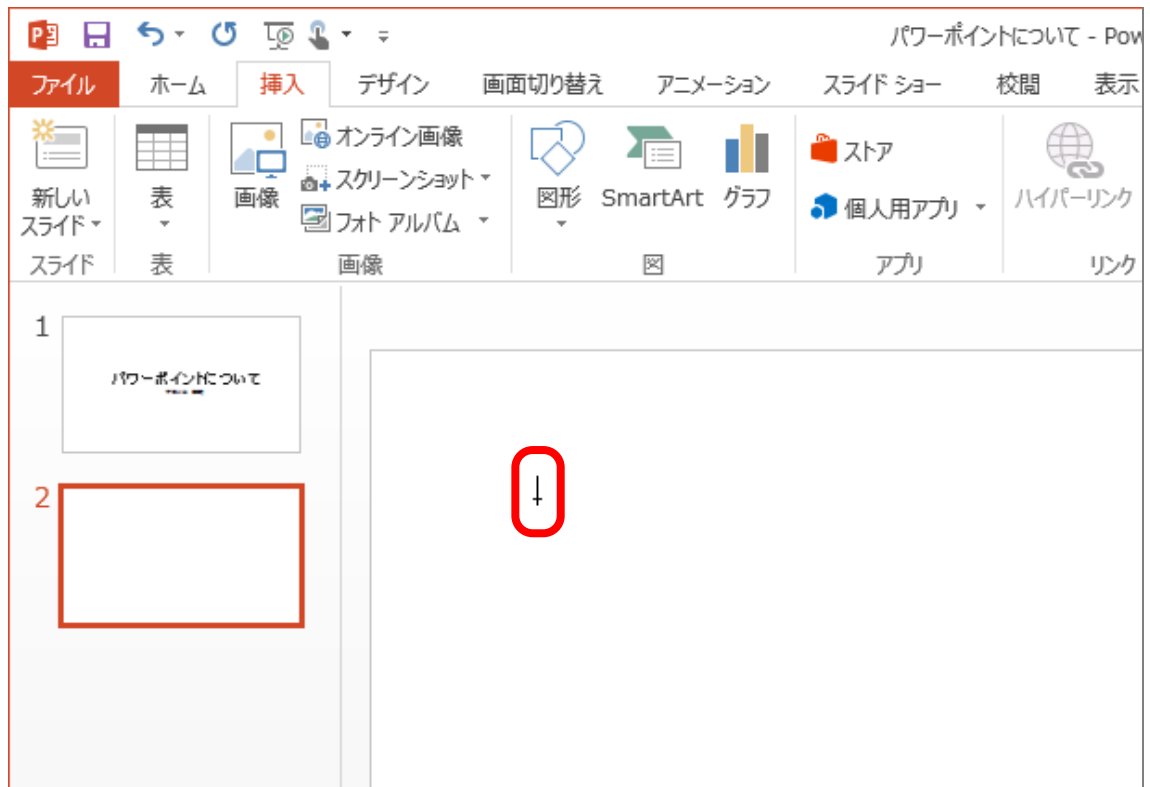 パワーポイントについて - Pow
ファイル ホーム 挿入 デザイン 画面切り替え アニメーション スライド ショー 校閲 表示
新しい
スライド
表
画像
オンライン画像
スクリーンショット
フォト アルバム
図形
SmartArt
グラフ
ストア
個人用アプリ
ハイパーリンク
スライド 表 画像 図 アプリ リンク
1
パワーポイントについて
2